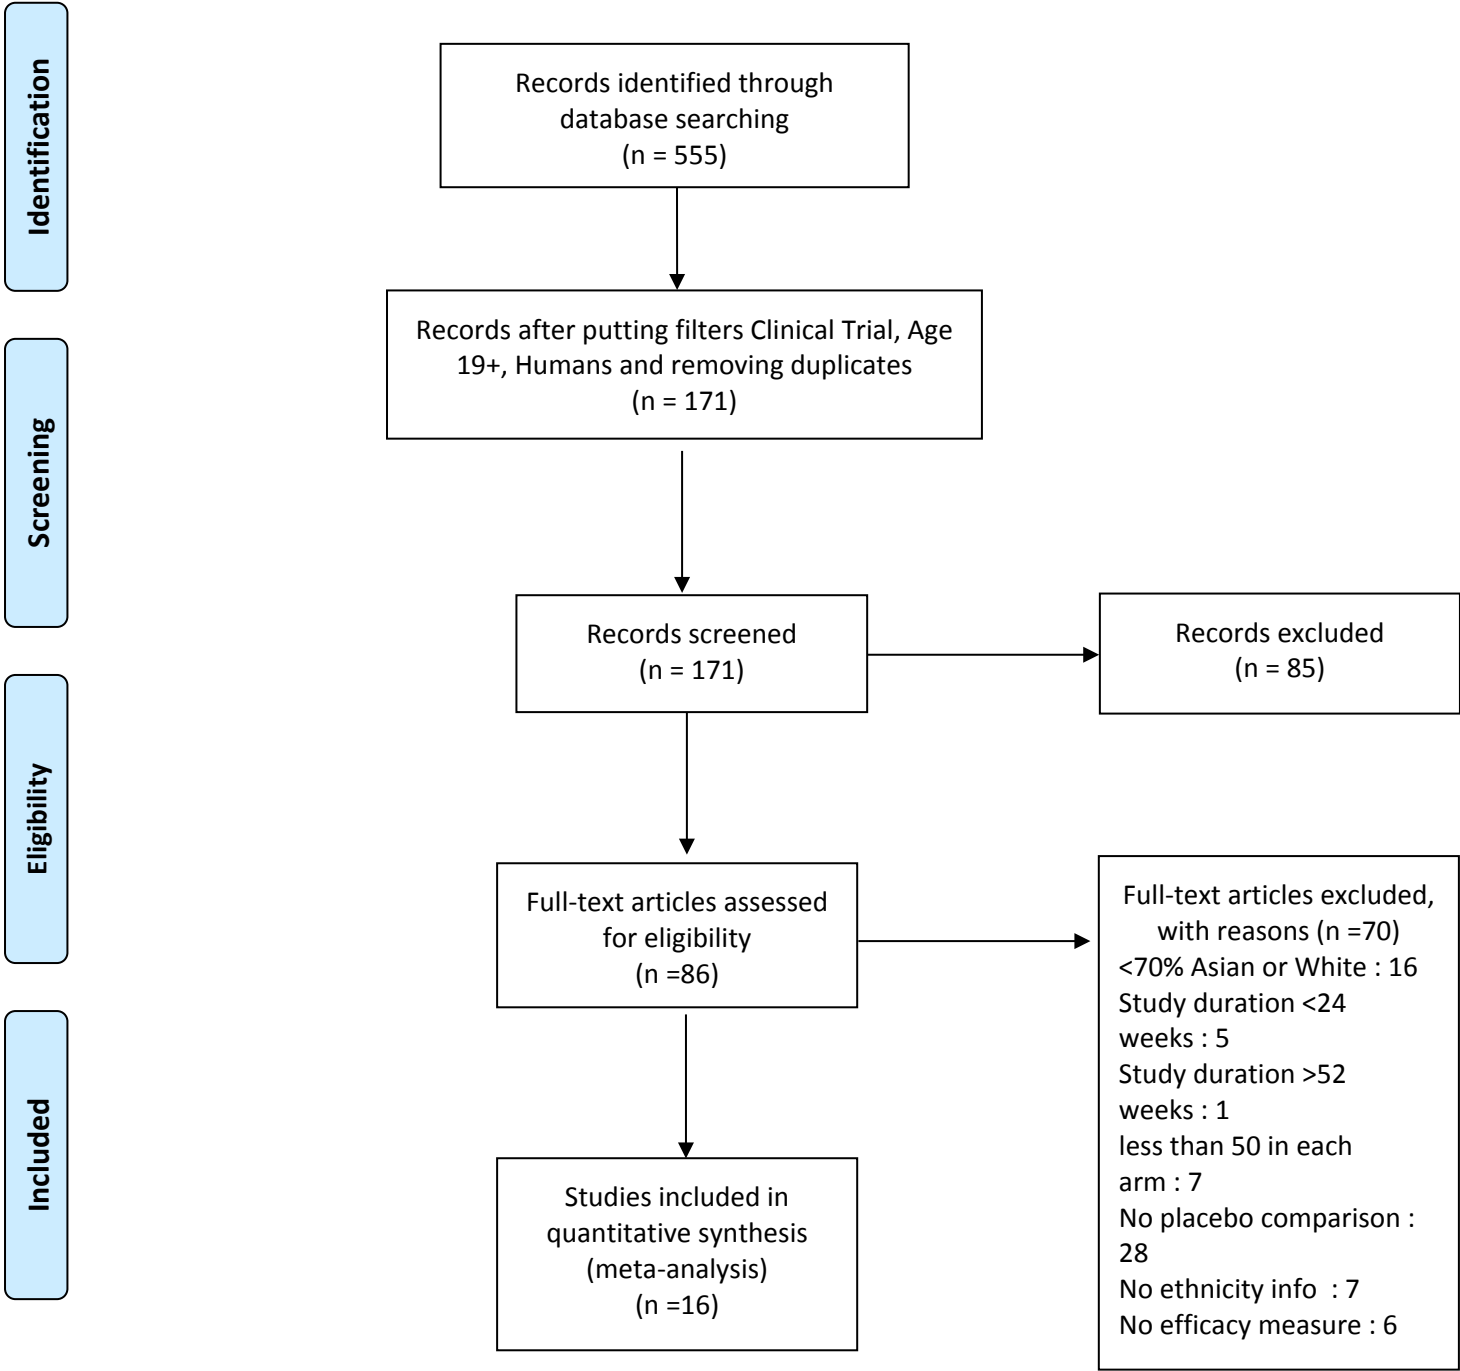 Identification
Records identified through
database searching
(n = 555)
Records after putting filters Clinical Trial, Age
19+, Humans and removing duplicates
(n = 171)
Screening
Records screened
(n = 171)
Records excluded
(n = 85)
Eligibility
Full-text articles assessed
for eligibility
(n =86)
Full-text articles excluded,
with reasons (n =70)
<70% Asian or White : 16
Study duration <24
weeks : 5
Study duration >52
weeks : 1
less than 50 in each
arm : 7
No placebo comparison :
28
No ethnicity info  : 7
No efficacy measure : 6
Included
Studies included in
quantitative synthesis
(meta-analysis)
(n =16)